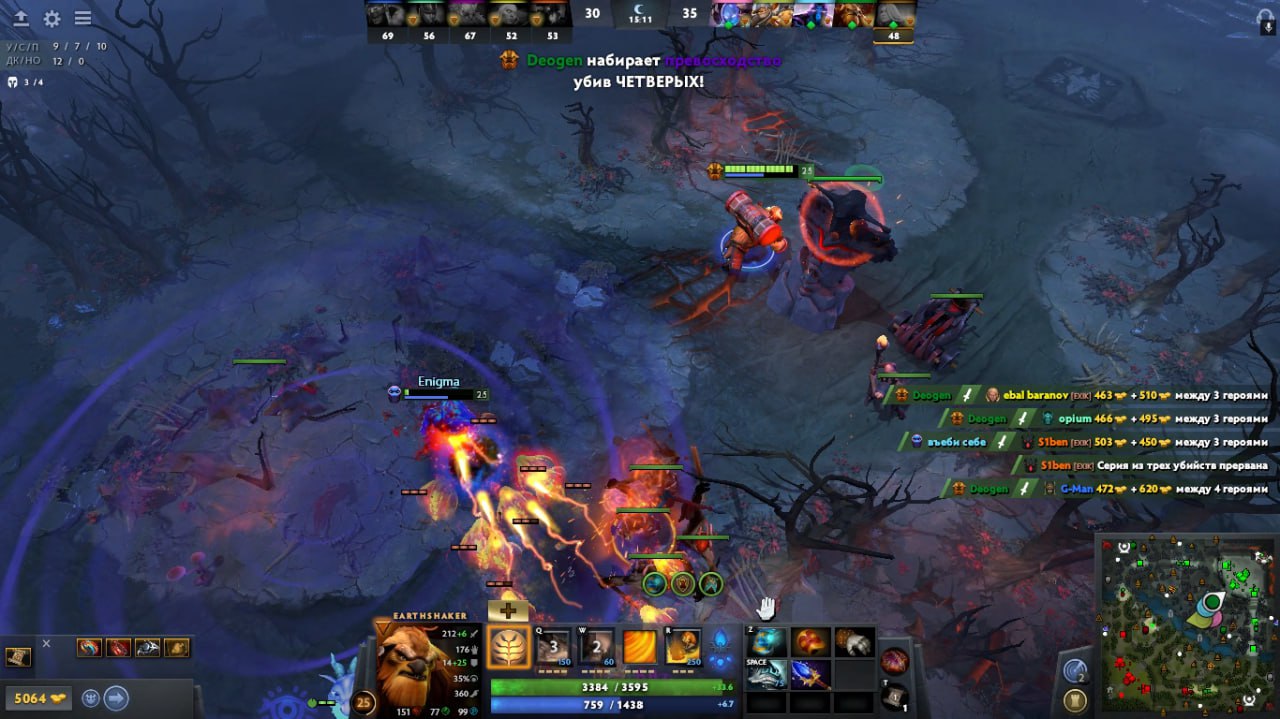 30 15:11 35
69 56 67 52 53 48
У/С/П 9 / 7 / 10
ДК/НО 12 / 0
3 /4
Deogen набирает превосходство
убив ЧЕТВЕРЫХ!
25
Enigma
25
Deogen ebal baranov [EXIK] 463 + 510 между 3 героями
Deogen opium 466 + 495 между 3 героями
въеби себе S1ben [EXIK] 503 + 450 между 3 героями
S1ben [EXIK] Серия из трех убийств прервана
Deogen G-Man 472 + 620 между 4 героями
EARTHSHAKER
212+6
176
14+25
35%
360
25
151 77 99
Q 3 150
W 2 60
R 250
3384 / 3595 +33.6
759 / 1438 +6.7
Z
SPACE
T
1
2
5064